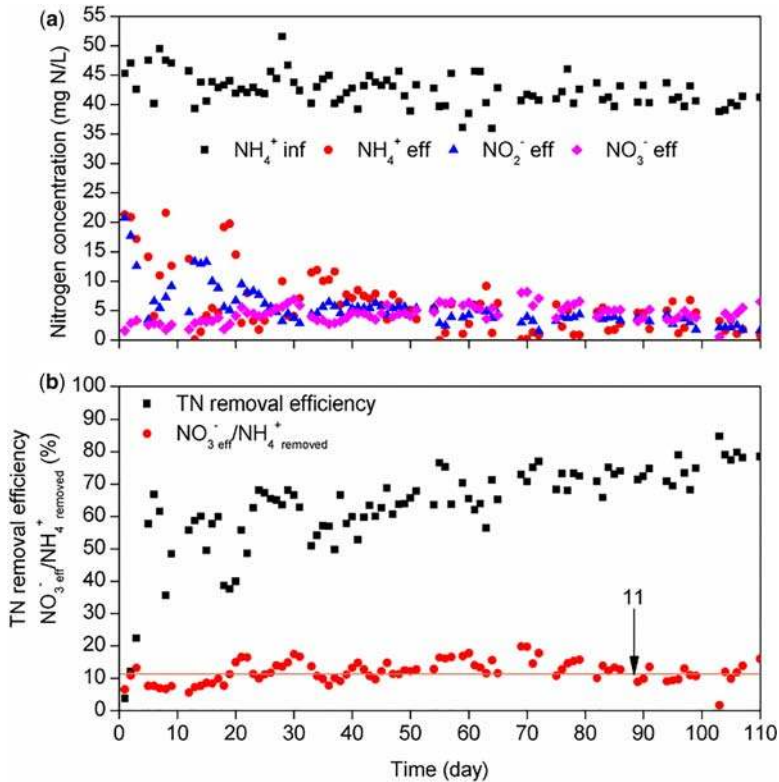 (a)
Nitrogen concentration (mg N/L)
55
50
45
40
35
30
25
20
15
10
5
0
NH₄⁺ inf
NH₄⁺ eff
NO₂⁻ eff
NO₃⁻ eff
(b)
TN removal efficiency
NO₃⁻ eff/NH₄⁺ removed (%)
100
90
80
70
60
50
40
30
20
10
0
TN removal efficiency
NO₃⁻ eff/NH₄⁺ removed
11
0 10 20 30 40 50 60 70 80 90 100 110
Time (day)